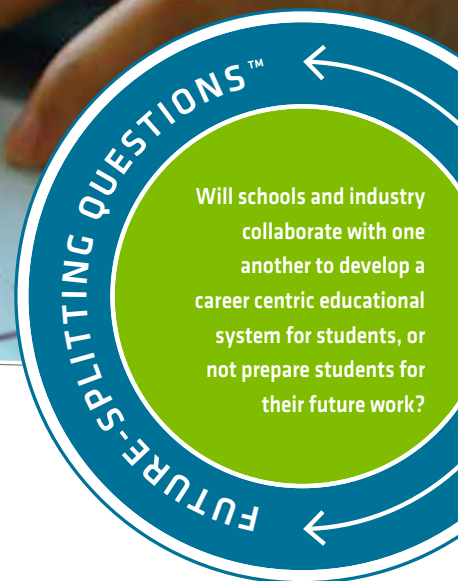 FUTURE-SPLITTING QUESTIONS™
Will schools and industry
collaborate with one
another to develop a
career centric educational
system for students, or
not prepare students for
their future work?